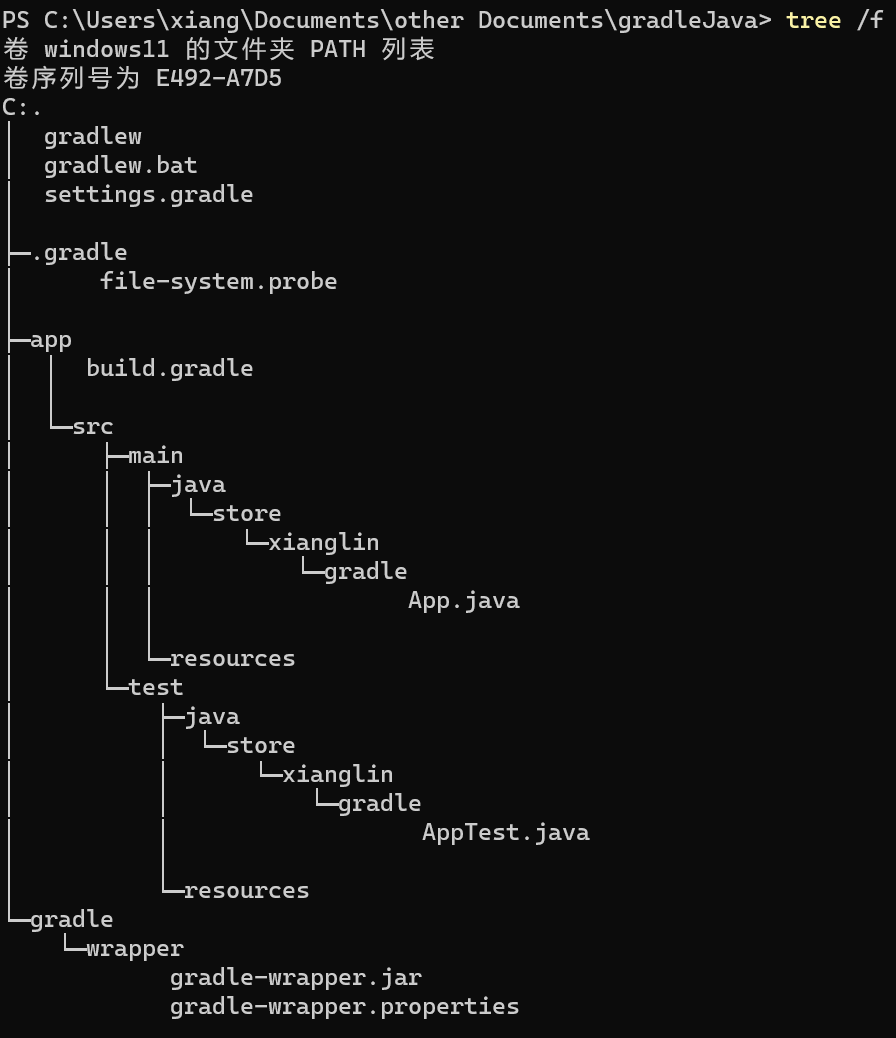 PS C:\Users\xiang\Documents\other Documents\gradleJava> tree /f
卷 windows11 的文件夹 PATH 列表
卷序列号为 E492-A7D5
C:.
│  gradlew
│  gradlew.bat
│  settings.gradle
│
├─.gradle
│      file-system.probe
│
├─app
│  │  build.gradle
│  │
│  └─src
│      ├─main
│      │  ├─java
│      │  │  └─store
│      │  │      └─xianglin
│      │  │          └─gradle
│      │  │                  App.java
│      │  │
│      │  └─resources
│      └─test
│          ├─java
│          │  └─store
│          │      └─xianglin
│          │          └─gradle
│          │                  AppTest.java
│          │
│          └─resources
└─gradle
    └─wrapper
            gradle-wrapper.jar
            gradle-wrapper.properties